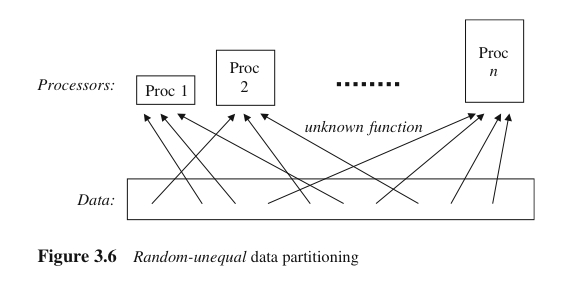 Processors:
Proc 1
Proc
2
Proc
n
unknown function
Data:
Figure 3.6 Random-unequal data partitioning